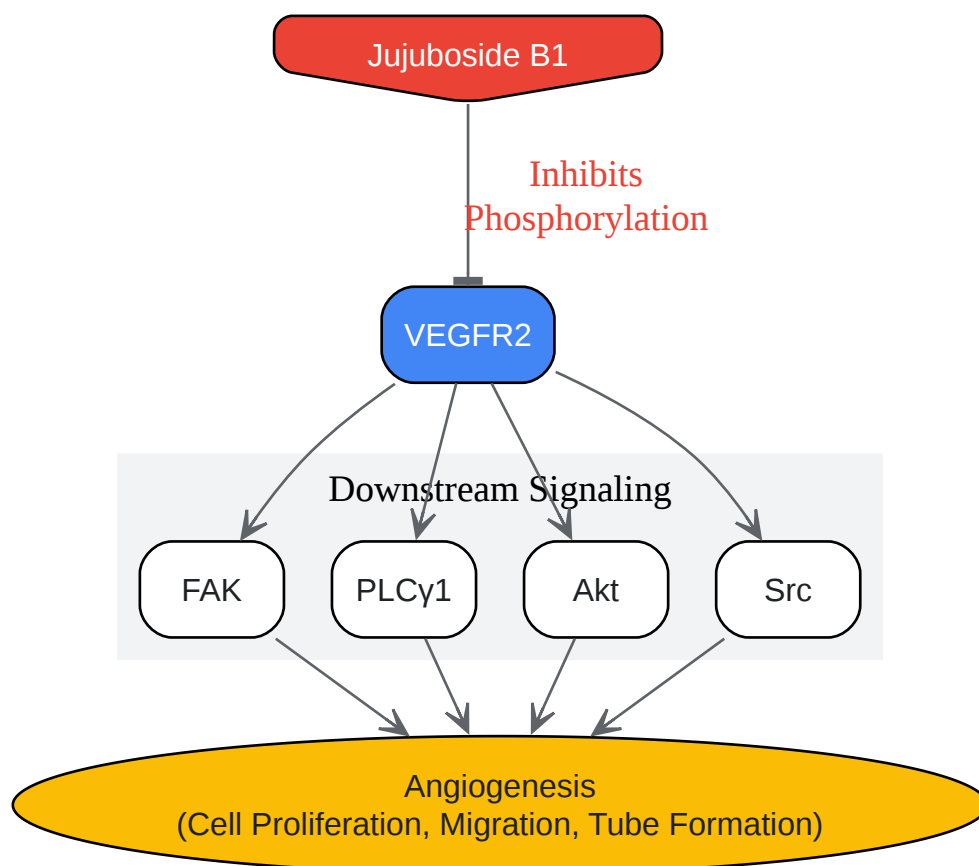 Jujuboside B1
Inhibits
Phosphorylation
VEGFR2
Downstream Signaling
FAK
PLCγ1
Akt
Src
Angiogenesis
(Cell Proliferation, Migration, Tube Formation)